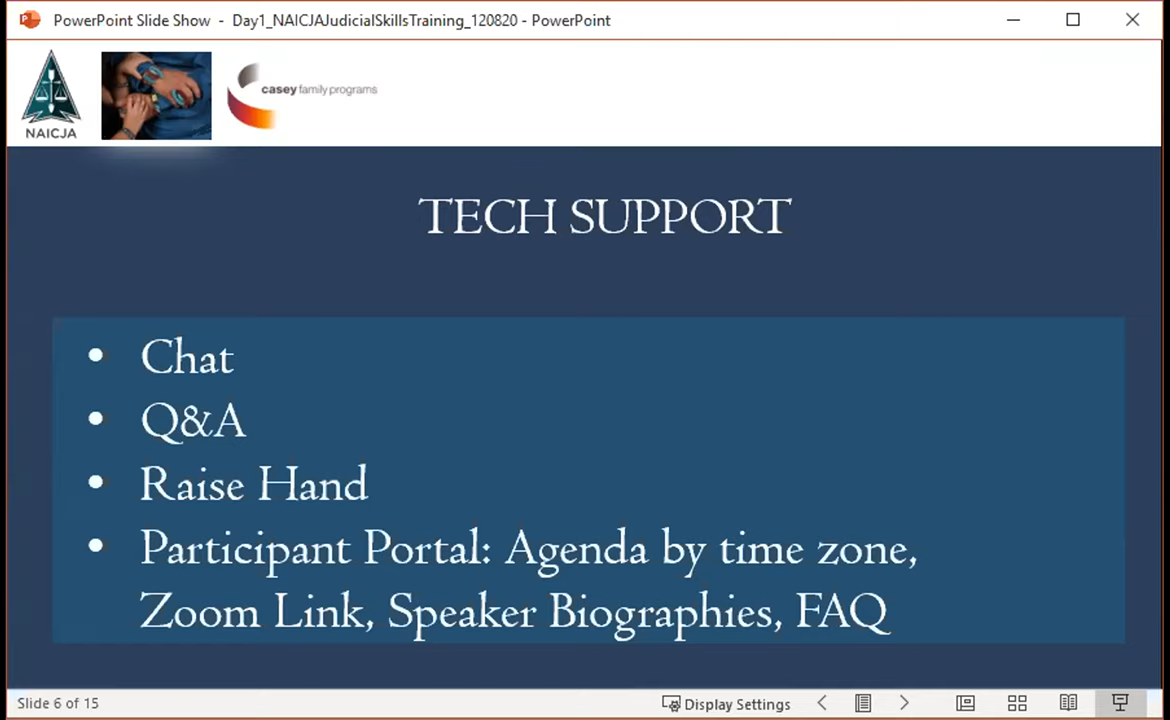 PowerPoint Slide Show - Day1_NAICJAJudicialSkillsTraining_120820 - PowerPoint
NAICJA
casey family programs
TECH SUPPORT
• Chat
• Q&A
• Raise Hand
• Participant Portal: Agenda by time zone,
Zoom Link, Speaker Biographies, FAQ
Slide 6 of 15
Display Settings